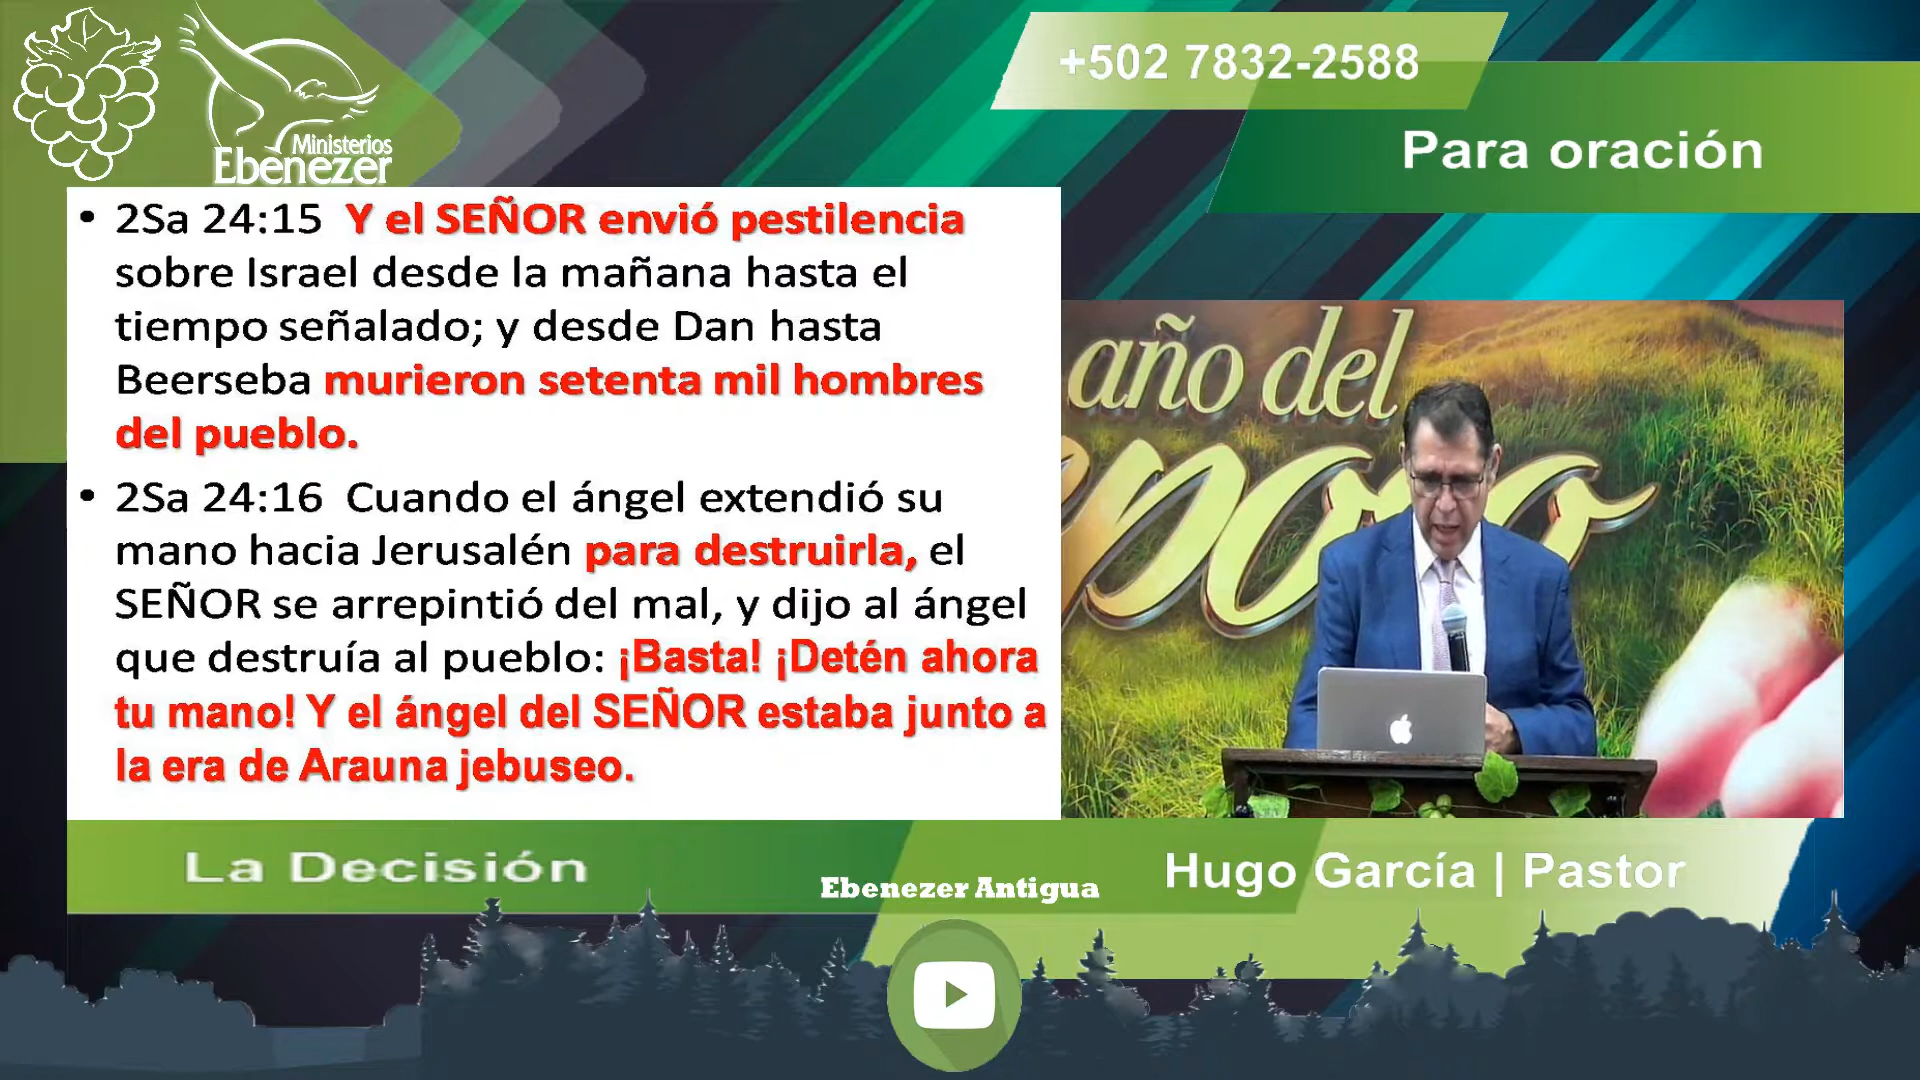 Ministerios
Ebenezer
+502 7832-2588
Para oración
• 2Sa 24:15 Y el SEÑOR envió pestilencia
sobre Israel desde la mañana hasta el
tiempo señalado; y desde Dan hasta
Beerseba murieron setenta mil hombres
del pueblo.
• 2Sa 24:16 Cuando el ángel extendió su
mano hacia Jerusalén para destruirla, el
SEÑOR se arrepintió del mal, y dijo al ángel
que destruía al pueblo: ¡Basta! ¡Detén ahora
tu mano! Y el ángel del SEÑOR estaba junto a
la era de Arauna jebuseo.
año del
La Decisión
Ebenezer Antigua
Hugo García | Pastor